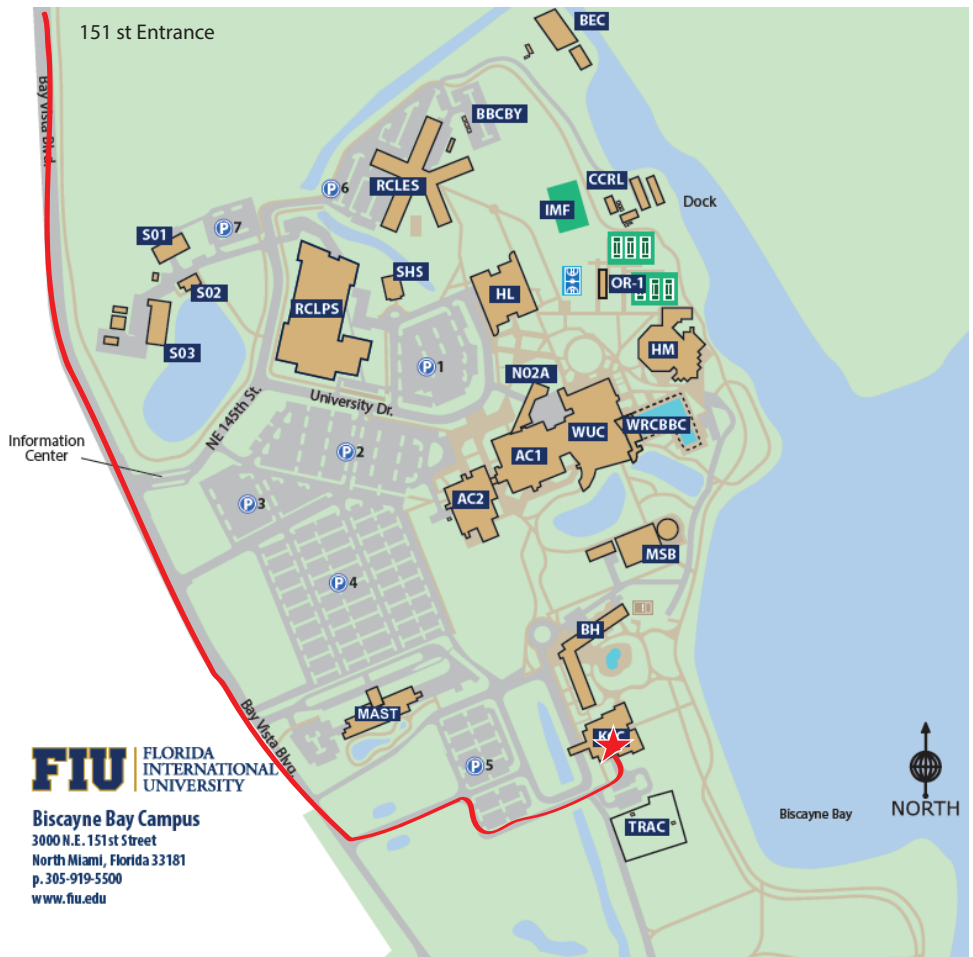 151 st Entrance
BEC
Bay Vista Blvd.
BBCBY
P 6
RCLES
CCRL
IMF
Dock
P 7
S01
S02
SHS
HL
OR-1
RCLPS
S03
HM
P 1
N02A
University Dr.
NE 145th St.
WUC
WRCBBC
Information
Center
P 2
AC1
AC2
P 3
MSB
P 4
BH
MAST
Bay Vista Blvg.
P 5
FIU
FLORIDA
INTERNATIONAL
UNIVERSITY
Biscayne Bay Campus
3000 N.E. 151st Street
North Miami, Florida 33181
p. 305-919-5500
www.fiu.edu
TRAC
Biscayne Bay
NORTH